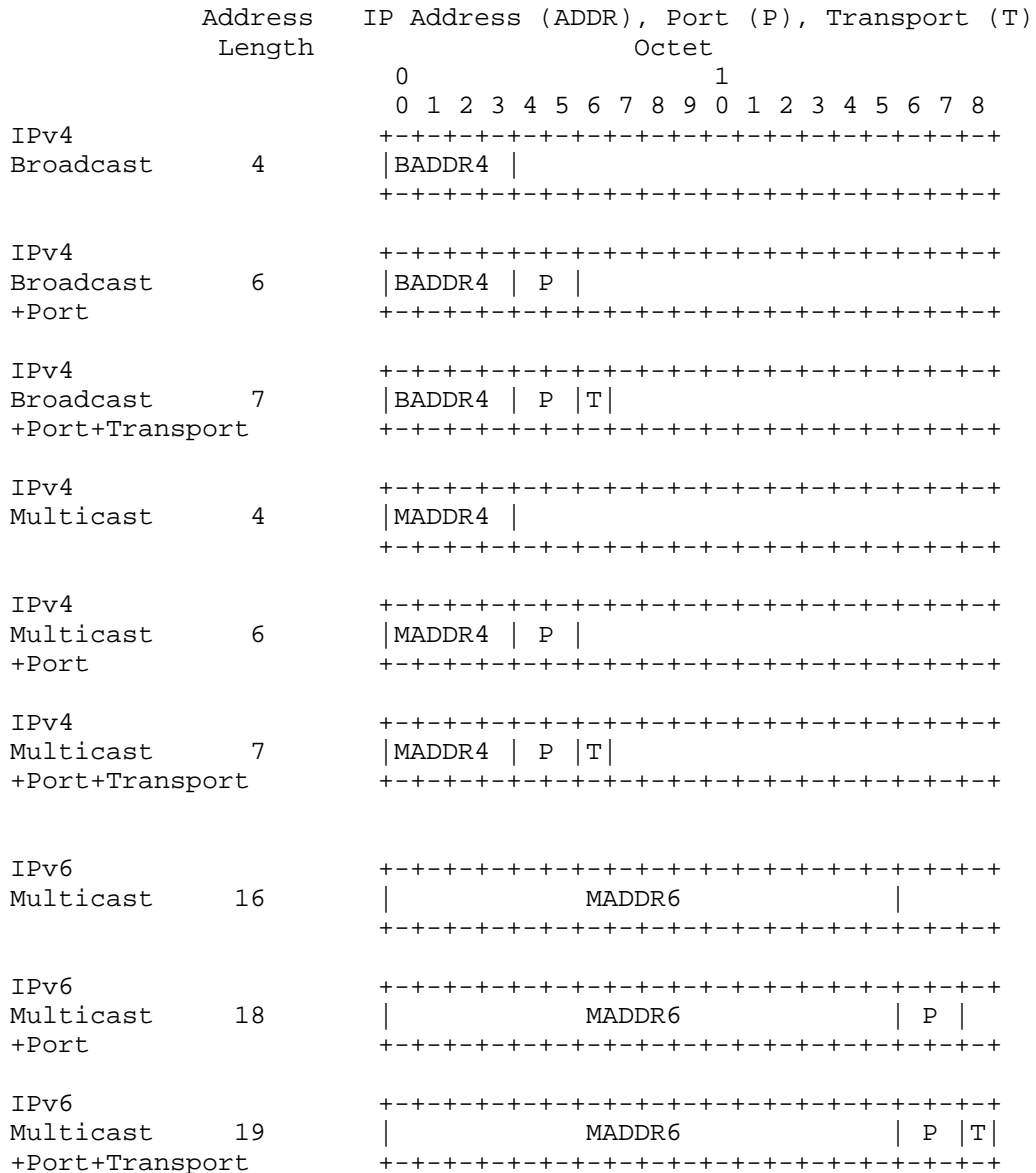 Address   IP Address (ADDR), Port (P), Transport (T)
             Length                    Octet
                        0                   1
                        0 1 2 3 4 5 6 7 8 9 0 1 2 3 4 5 6 7 8
IPv4                   +-+-+-+-+-+-+-+-+-+-+-+-+-+-+-+-+-+-+-+
Broadcast      4       |BADDR4 |
                       +-+-+-+-+-+-+-+-+-+-+-+-+-+-+-+-+-+-+-+
IPv4                   +-+-+-+-+-+-+-+-+-+-+-+-+-+-+-+-+-+-+-+
Broadcast      6       |BADDR4 | P |
+Port                  +-+-+-+-+-+-+-+-+-+-+-+-+-+-+-+-+-+-+-+
IPv4                   +-+-+-+-+-+-+-+-+-+-+-+-+-+-+-+-+-+-+-+
Broadcast      7       |BADDR4 | P |T|
+Port+Transport        +-+-+-+-+-+-+-+-+-+-+-+-+-+-+-+-+-+-+-+
IPv4                   +-+-+-+-+-+-+-+-+-+-+-+-+-+-+-+-+-+-+-+
Multicast      4       |MADDR4 |
                       +-+-+-+-+-+-+-+-+-+-+-+-+-+-+-+-+-+-+-+
IPv4                   +-+-+-+-+-+-+-+-+-+-+-+-+-+-+-+-+-+-+-+
Multicast      6       |MADDR4 | P |
+Port                  +-+-+-+-+-+-+-+-+-+-+-+-+-+-+-+-+-+-+-+
IPv4                   +-+-+-+-+-+-+-+-+-+-+-+-+-+-+-+-+-+-+-+
Multicast      7       |MADDR4 | P |T|
+Port+Transport        +-+-+-+-+-+-+-+-+-+-+-+-+-+-+-+-+-+-+-+
IPv6                   +-+-+-+-+-+-+-+-+-+-+-+-+-+-+-+-+-+-+-+
Multicast     16       |            MADDR6             |
                       +-+-+-+-+-+-+-+-+-+-+-+-+-+-+-+-+-+-+-+
IPv6                   +-+-+-+-+-+-+-+-+-+-+-+-+-+-+-+-+-+-+-+
Multicast     18       |            MADDR6             | P |
+Port                  +-+-+-+-+-+-+-+-+-+-+-+-+-+-+-+-+-+-+-+
IPv6                   +-+-+-+-+-+-+-+-+-+-+-+-+-+-+-+-+-+-+-+
Multicast     19       |            MADDR6             | P |T|
+Port+Transport        +-+-+-+-+-+-+-+-+-+-+-+-+-+-+-+-+-+-+-+